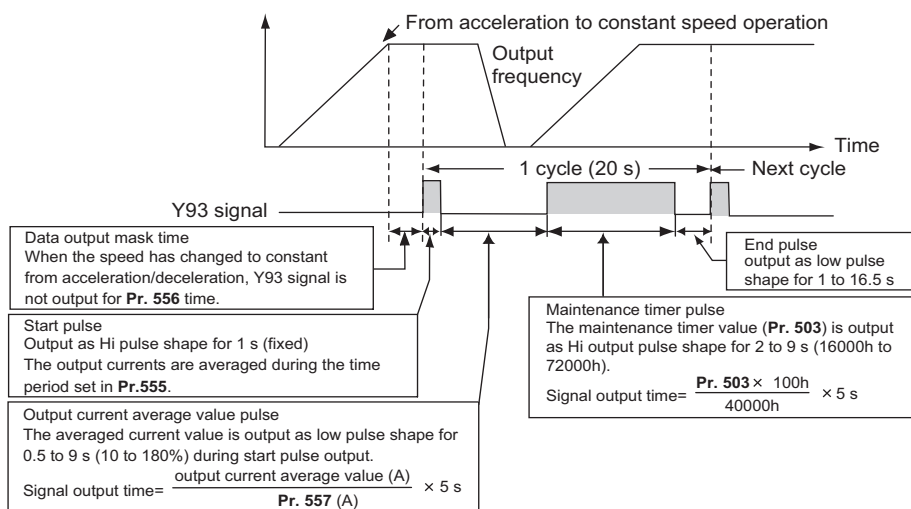 From acceleration to constant speed operation
Output
frequency
Time
1 cycle (20 s)
Next cycle
Y93 signal
Data output mask time
When the speed has changed to constant
from acceleration/deceleration, Y93 signal is
not output for Pr. 556 time.
Start pulse
Output as Hi pulse shape for 1 s (fixed)
The output currents are averaged during the time
period set in Pr.555.
Output current average value pulse
The averaged current value is output as low pulse shape for
0.5 to 9 s (10 to 180%) during start pulse output.
Signal output time= output current average value (A)
Pr. 557 (A)
× 5 s
End pulse
output as low pulse
shape for 1 to 16.5 s
Maintenance timer pulse
The maintenance timer value (Pr. 503) is output
as Hi output pulse shape for 2 to 9 s (16000h to
72000h).
Signal output time= Pr. 503 × 100h
40000h
× 5 s